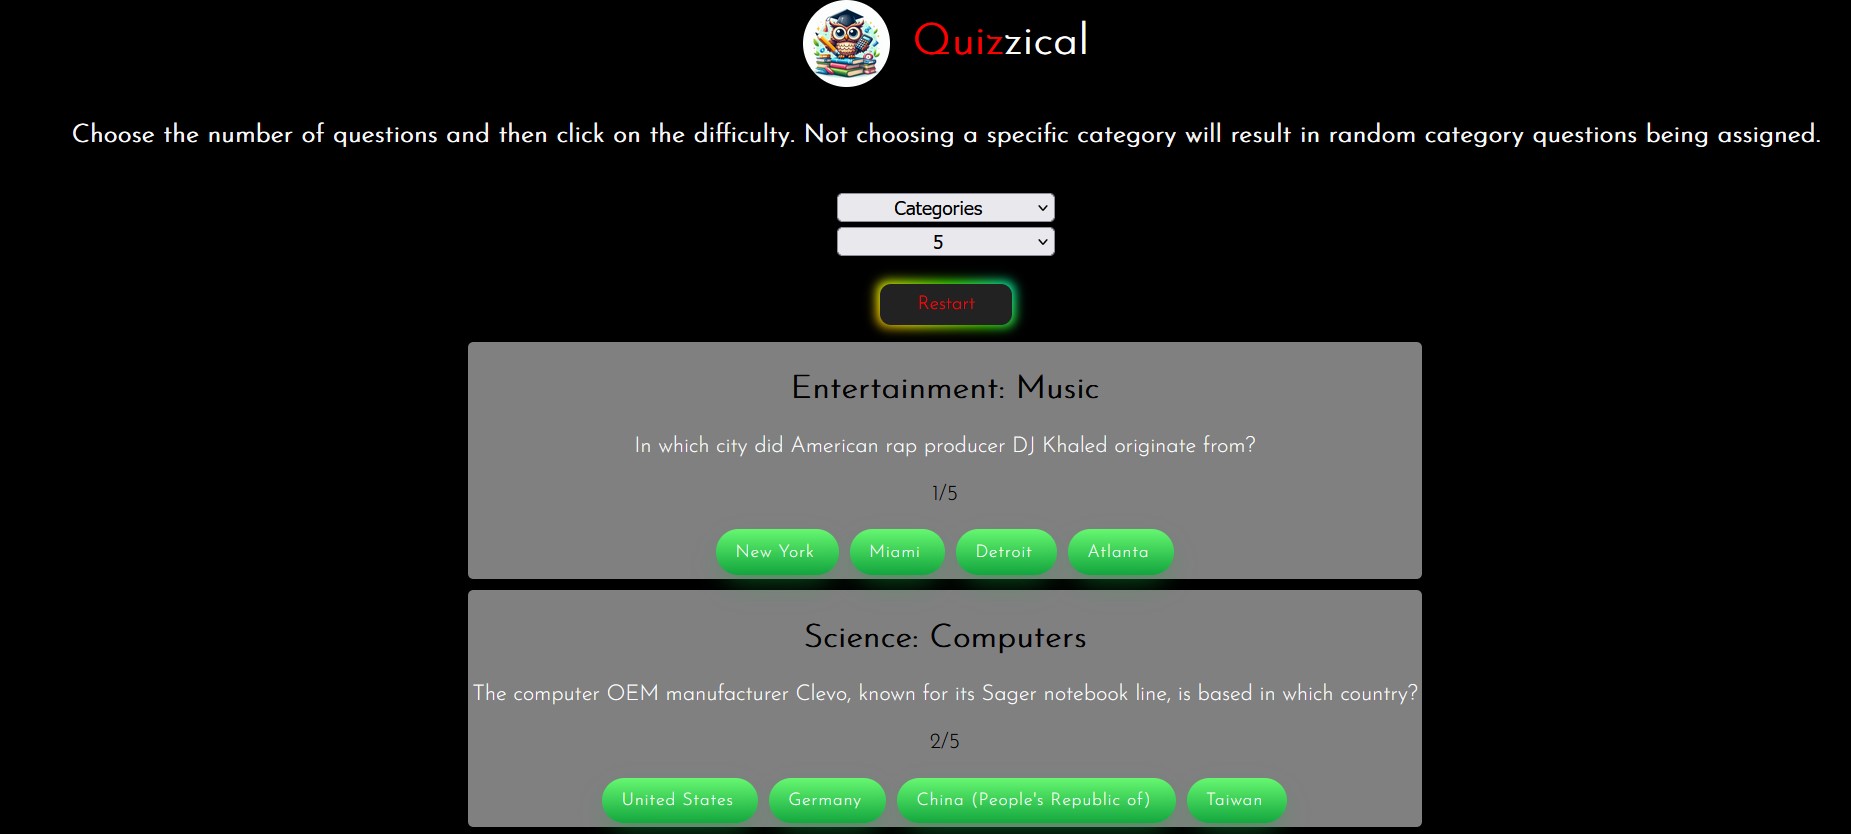 Quizzical
Choose the number of questions and then click on the difficulty. Not choosing a specific category will result in random category questions being assigned.
Categories
5
Restart
Entertainment: Music
In which city did American rap producer DJ Khaled originate from?
1/5
New York Miami Detroit Atlanta
Science: Computers
The computer OEM manufacturer Clevo, known for its Sager notebook line, is based in which country?
2/5
United States Germany China (People's Republic of) Taiwan